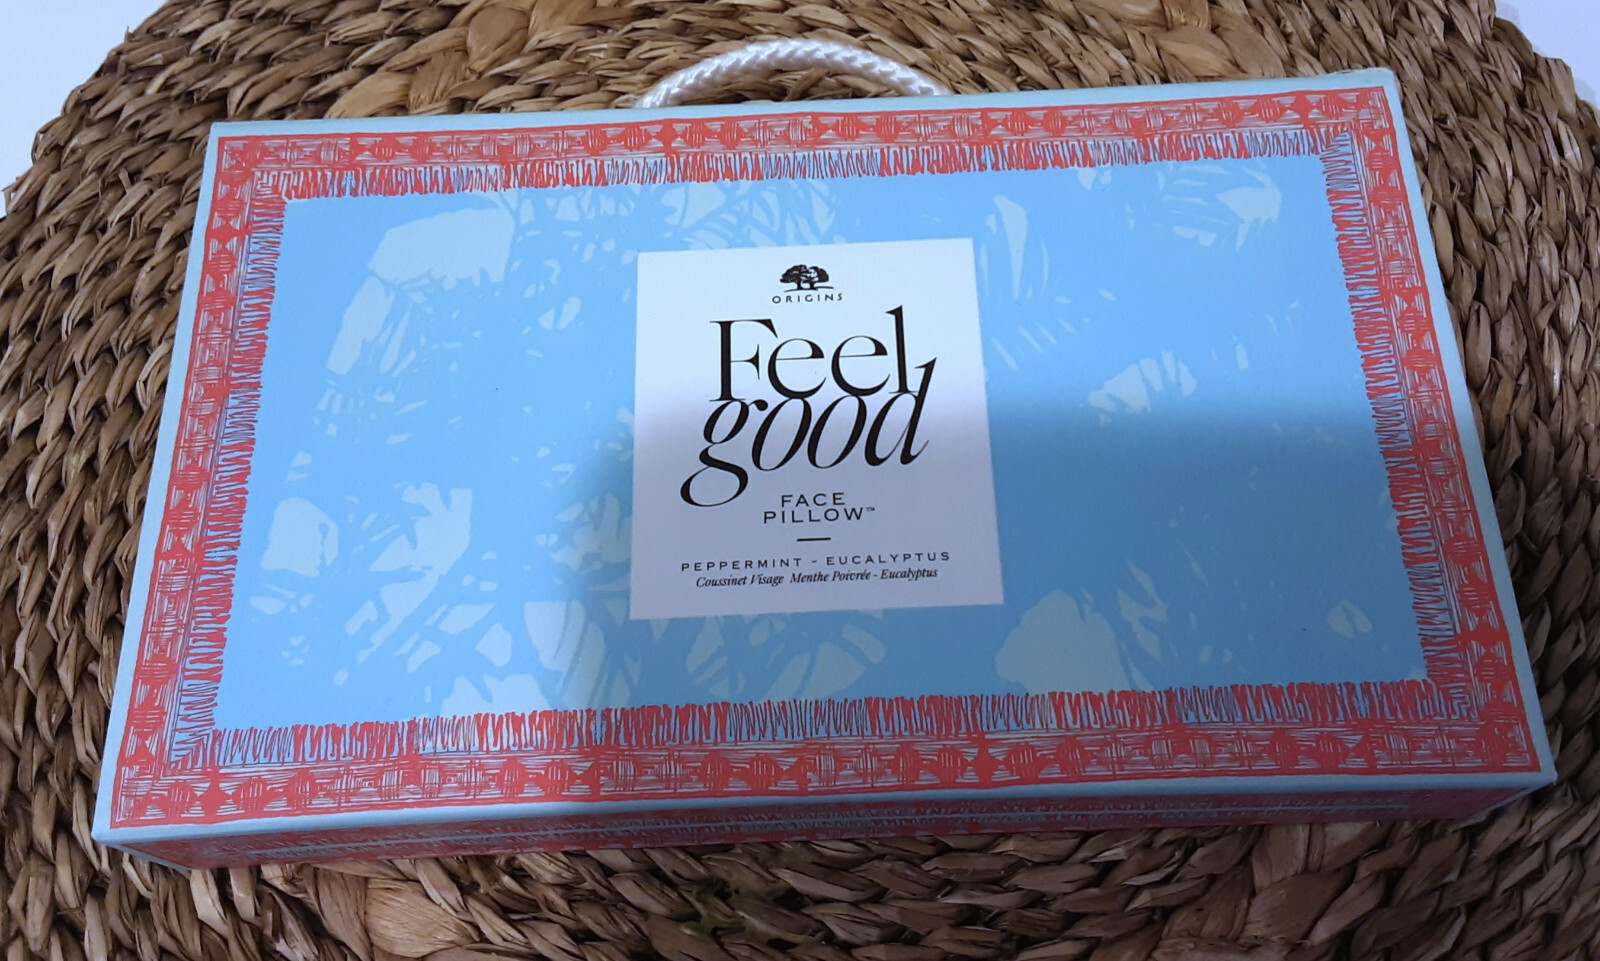 ORIGINS
Feel
good
FACE
PILLOW™
PEPPERMINT - EUCALYPTUS
Coussinet Visage Menthe Poivrée - Eucalyptus